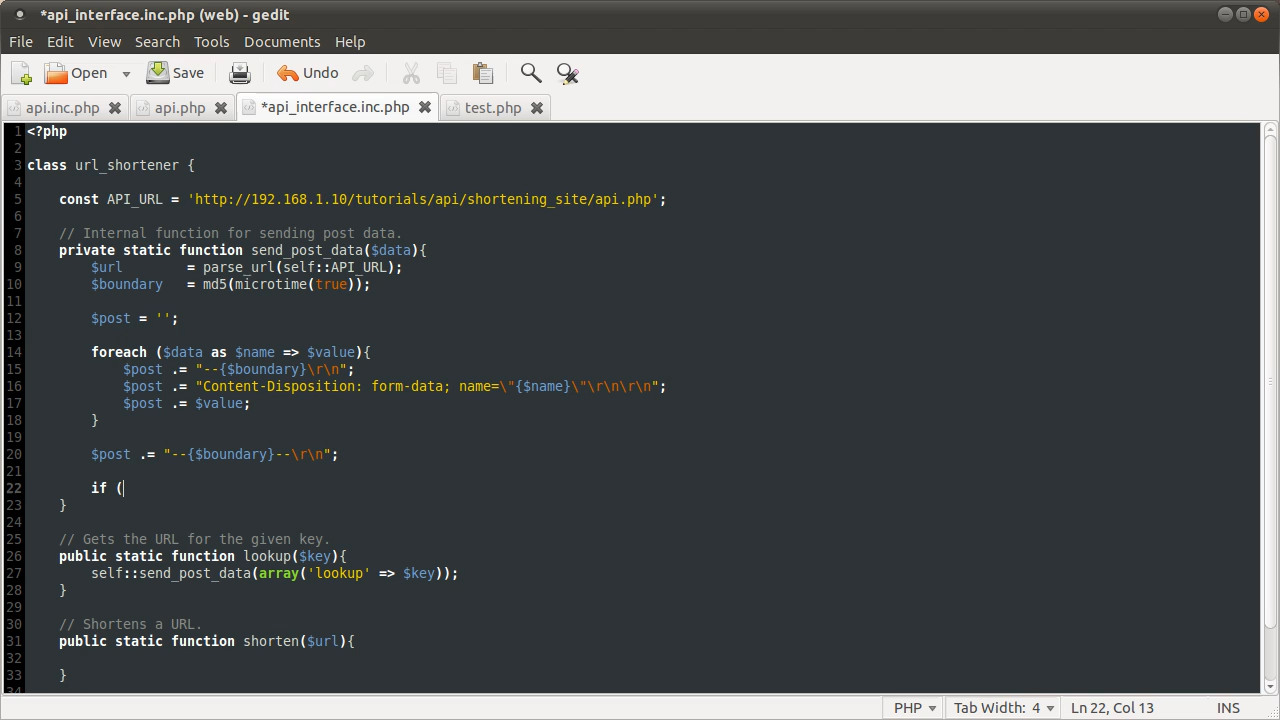 *api_interface.inc.php (web) - gedit
File Edit View Search Tools Documents Help
Open Save Undo
api.inc.php api.php *api_interface.inc.php test.php
1 <?php
2
3 class url_shortener {
4
5 const API_URL = 'http://192.168.1.10/tutorials/api/shortening_site/api.php';
6
7 // Internal function for sending post data.
8 private static function send_post_data($data){
9 $url = parse_url(self::API_URL);
10 $boundary = md5(microtime(true));
11
12 $post = '';
13
14 foreach ($data as $name => $value){
15 $post .= "--{$boundary}\r\n";
16 $post .= "Content-Disposition: form-data; name=\"{$name}\"\r\n\r\n";
17 $post .= $value;
18 }
19
20 $post .= "--{$boundary}--\r\n";
21
22 if (
23 }
24
25 // Gets the URL for the given key.
26 public static function lookup($key){
27 self::send_post_data(array('lookup' => $key));
28 }
29
30 // Shortens a URL.
31 public static function shorten($url){
32
33 }
34
PHP Tab Width: 4 Ln 22, Col 13 INS